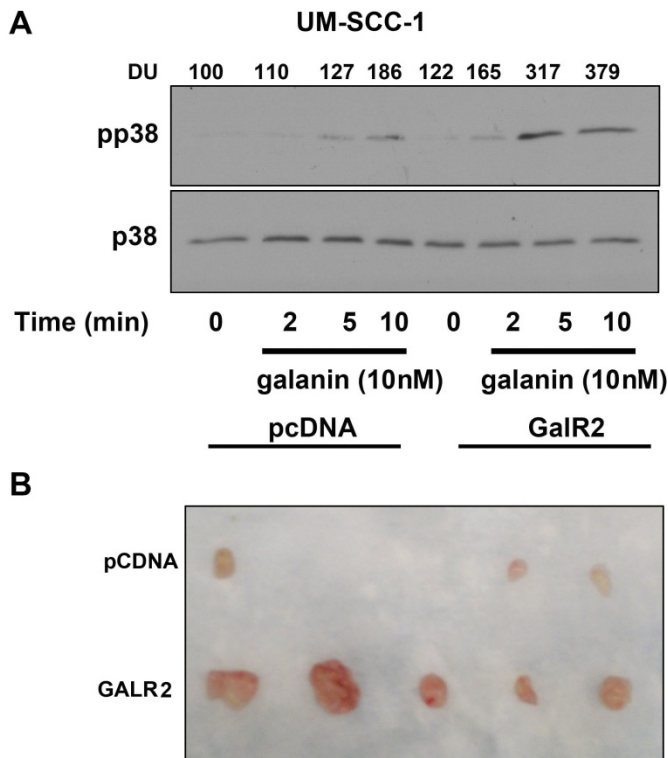 A
UM-SCC-1
DU 100 110 127 186 122 165 317 379
pp38
p38
Time (min) 0 2 5 10 0 2 5 10
galanin (10nM) galanin (10nM)
pcDNA GalR2
B
pCDNA
GALR2